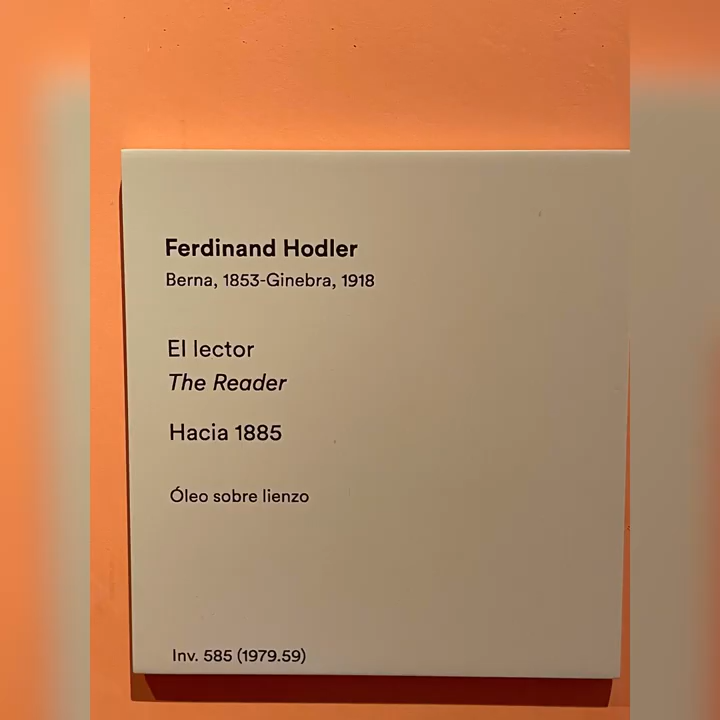 Ferdinand Hodler
Berna, 1853-Ginebra, 1918
El lector
The Reader
Hacia 1885
Óleo sobre lienzo
Inv. 585 (1979.59)